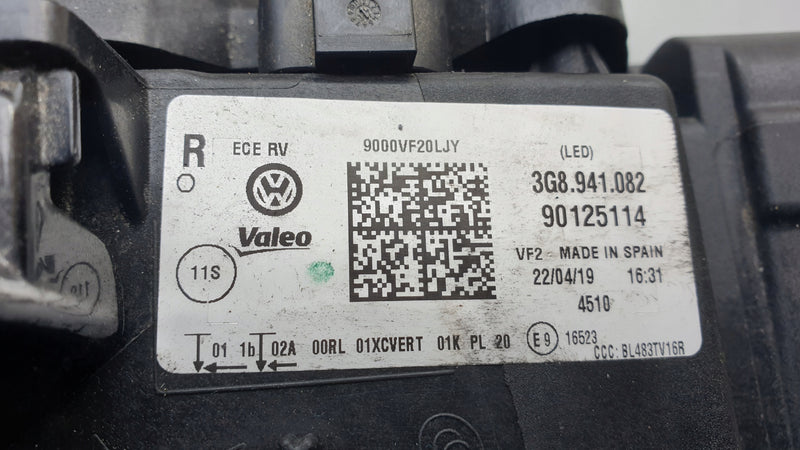 R ECE RV 9000VF20LJY (LED)
3G8.941.082
90125114
Valeo
VF2 MADE IN SPAIN
11S 22/04/19 16:31
4510
01 1b 02A 00RL 01XCVERT 01K PL 20 E9 16523
CCC: BL483TV16R